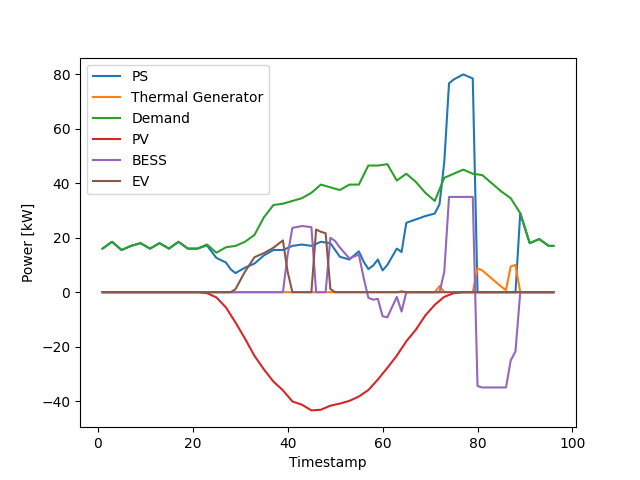 PS
Thermal Generator
Demand
PV
BESS
EV
Power [kW]
80
60
40
20
0
−20
−40
0 20 40 60 80 100
Timestamp